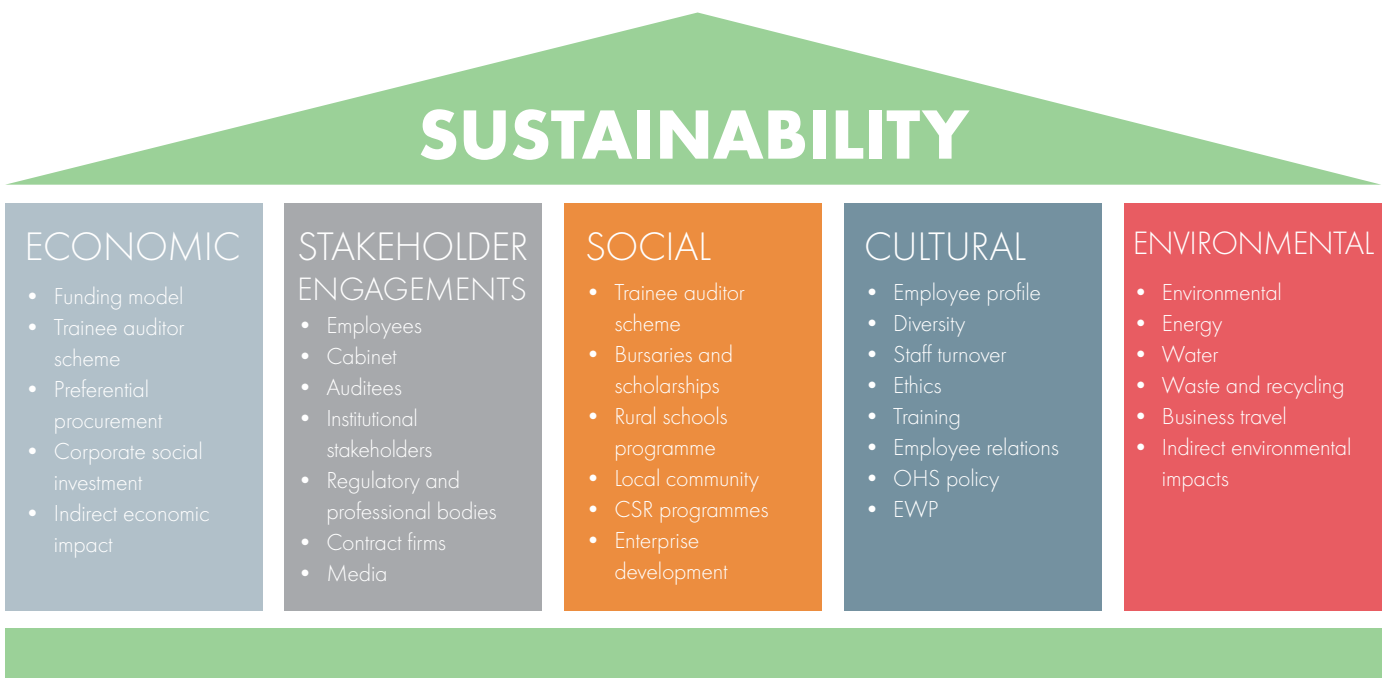 SUSTAINABILITY
ECONOMIC
• Funding model
• Trainee auditor
scheme
• Preferential
procurement
• Corporate social
investment
• Indirect economic
impact
STAKEHOLDER
ENGAGEMENTS
• Employees
• Cabinet
• Auditees
• Institutional
stakeholders
• Regulatory and
professional bodies
• Contract firms
• Media
SOCIAL
• Trainee auditor
scheme
• Bursaries and
scholarships
• Rural schools
programme
• Local community
• CSR programmes
• Enterprise
development
CULTURAL
• Employee profile
• Diversity
• Staff turnover
• Ethics
• Training
• Employee relations
• OHS policy
• EWP
ENVIRONMENTAL
• Environmental
• Energy
• Water
• Waste and recycling
• Business travel
• Indirect environmental
impacts